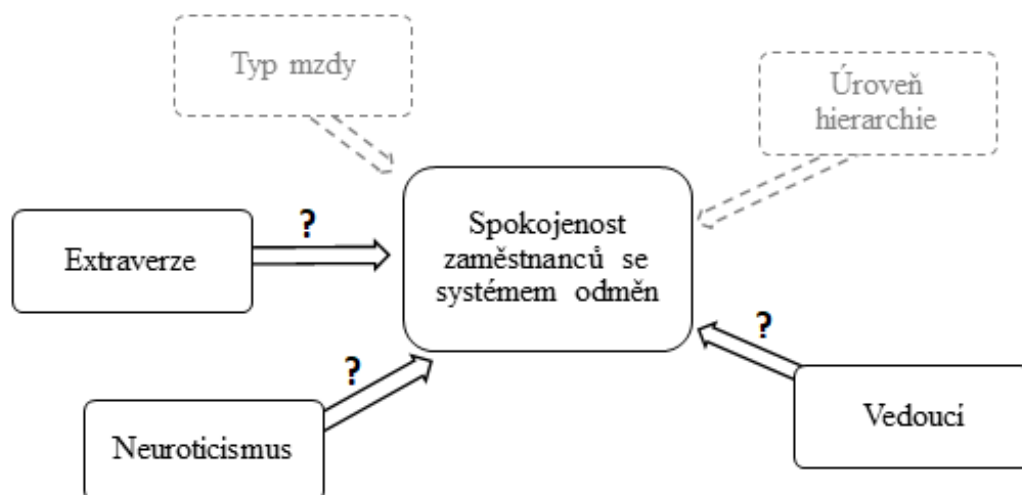 Typ mzdy
Úroveň
hierarchie
?
Extraverze
Spokojenost
zaměstnanců se
systémem odměn
?
?
Neuroticismus
Vedoucí